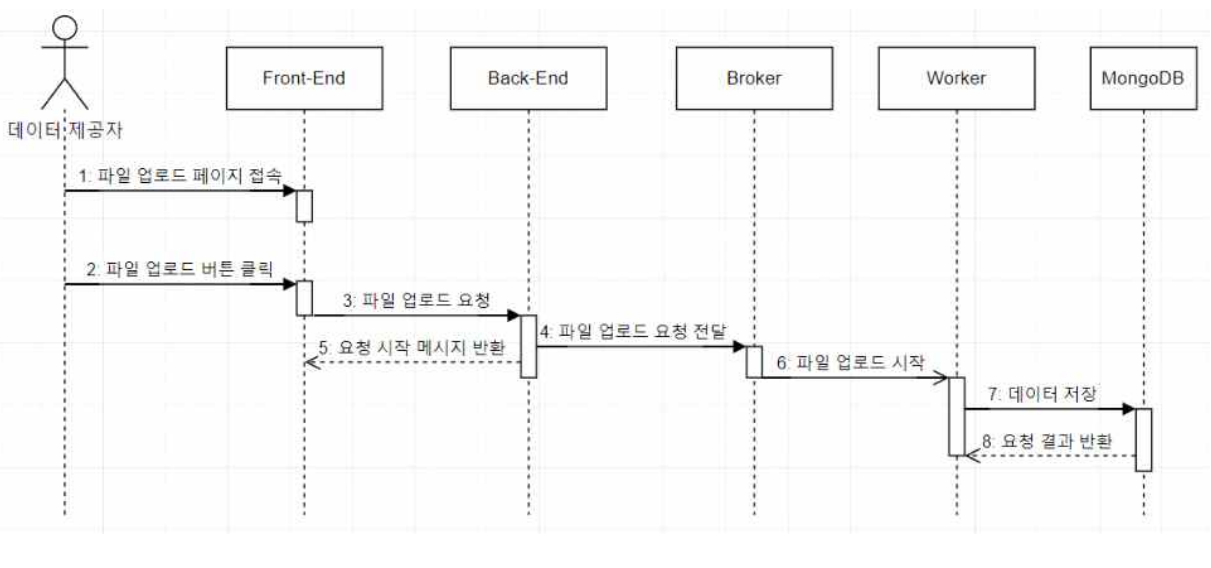 Front-End
Back-End
Broker
Worker
MongoDB
데이터 제공자
1: 파일 업로드 페이지 접속
2: 파일 업로드 버튼 클릭
3: 파일 업로드 요청
4: 파일 업로드 요청 전달
5: 요청 시작 메시지 반환
6: 파일 업로드 시작
7: 데이터 저장
8: 요청 결과 반환